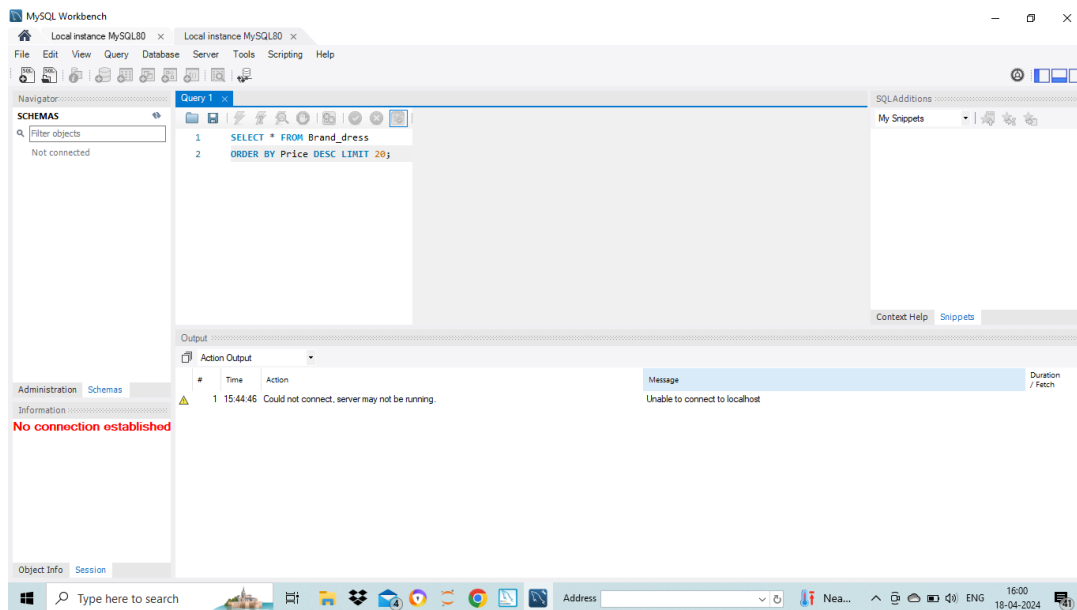 MySQL Workbench
Local instance MySQL80 × Local instance MySQL80 ×
File Edit View Query Database Server Tools Scripting Help
Navigator
SCHEMAS
Filter objects
Not connected
Query 1 ×
1 SELECT * FROM Brand_dress
2 ORDER BY Price DESC LIMIT 20;
SQLAdditions
My Snippets
Context Help Snippets
Administration Schemas
Information
No connection established
Object Info Session
Output
Action Output
# Time Action Message Duration / Fetch
1 15:44:46 Could not connect, server may not be running. Unable to connect to localhost
Type here to search
4
Address
Nea...
ENG
16:00
18-04-2024
41